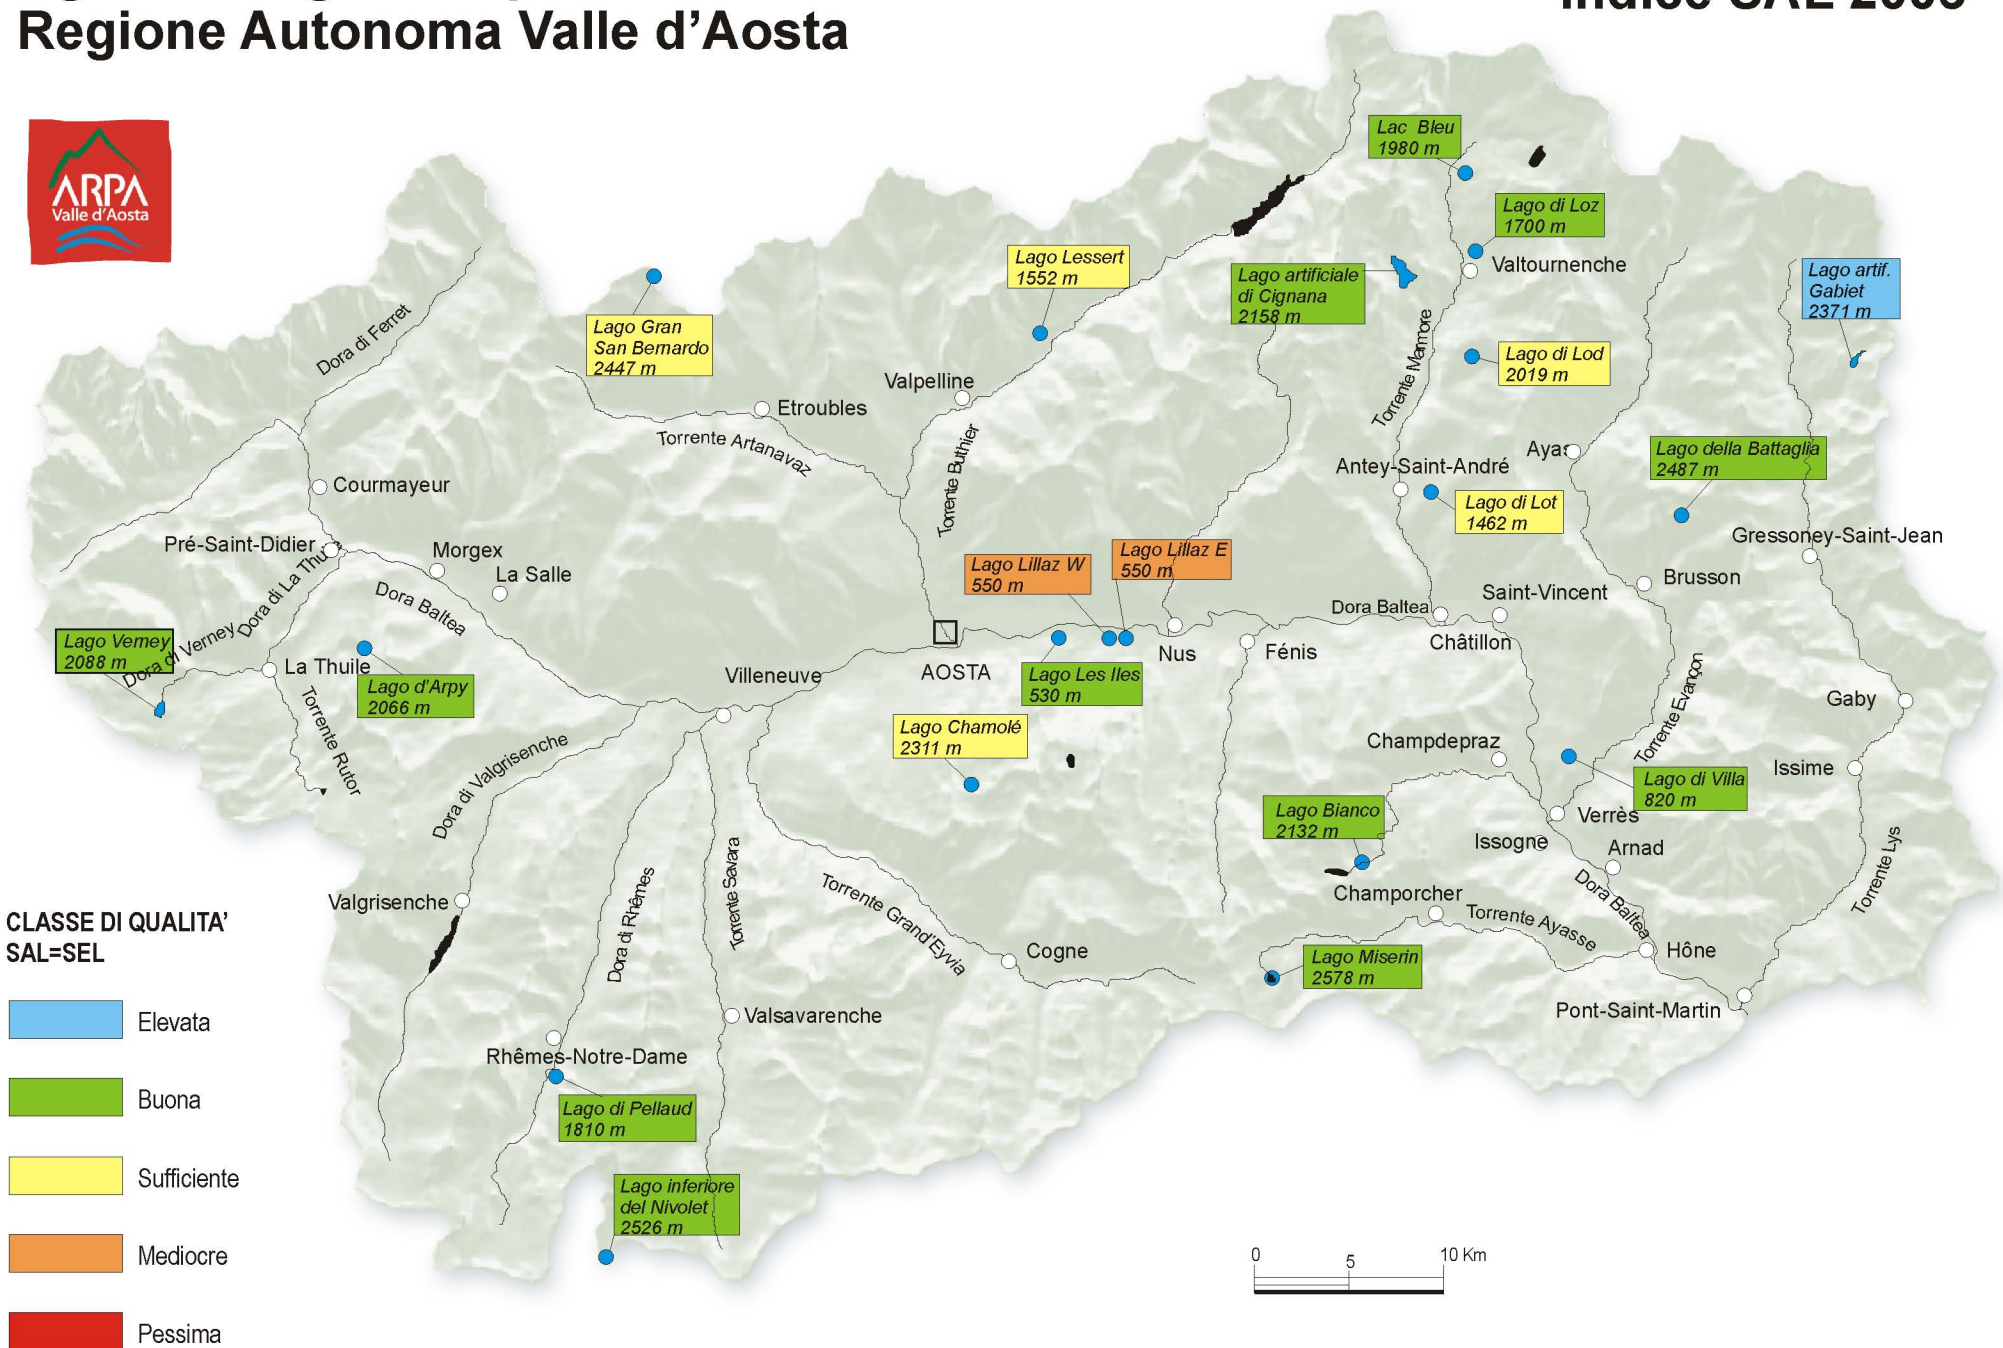 Regione Autonoma Valle d'Aosta
ARPA
Valle d'Aosta
Lac Bleu
1980 m
Lago di Loz
1700 m
Valtournenche
Lago artificiale
di Cignana
2158 m
Lago artif.
Gabiet
2371 m
Lago Lessert
1552 m
Lago Gran
San Bernardo
2447 m
Dora di Ferret
Torrente Marmore
Lago di Lod
2019 m
Valpelline
Etroubles
Torrente Artanavaz
Torrente Buthier
Ayas
Lago della Battaglia
2487 m
Antey-Saint-André
Lago di Lot
1462 m
Courmayeur
Pré-Saint-Didier
Morgex
La Salle
Dora di La Thuile
Dora Baltea
Lago Lillaz W
550 m
Lago Lillaz E
550 m
Gressoney-Saint-Jean
Brusson
Saint-Vincent
Dora Baltea
Châtillon
Lago Verney
2088 m
Dora di Verney
La Thuile
Lago d'Arpy
2066 m
Torrente Rutor
Villeneuve
AOSTA
Lago Les Iles
530 m
Nus
Fénis
Torrente Evançon
Gaby
Issime
Lago Chamolé
2311 m
Champdepraz
Lago di Villa
820 m
Dora di Valgrisenche
Lago Bianco
2132 m
Verrès
Issogne
Arnad
Torrente Lys
Dora di Rhêmes
Torrente Savara
Torrente Grand'Eyvia
Valgrisenche
Champorcher
Torrente Ayasse
Dora Baltea
Hône
Cogne
Lago Miserin
2578 m
Pont-Saint-Martin
Valsavarenche
Rhêmes-Notre-Dame
Lago di Pellaud
1810 m
Lago inferiore
del Nivolet
2526 m
CLASSE DI QUALITA'
SAL=SEL
Elevata
Buona
Sufficiente
Mediocre
Pessima
0 5 10 Km